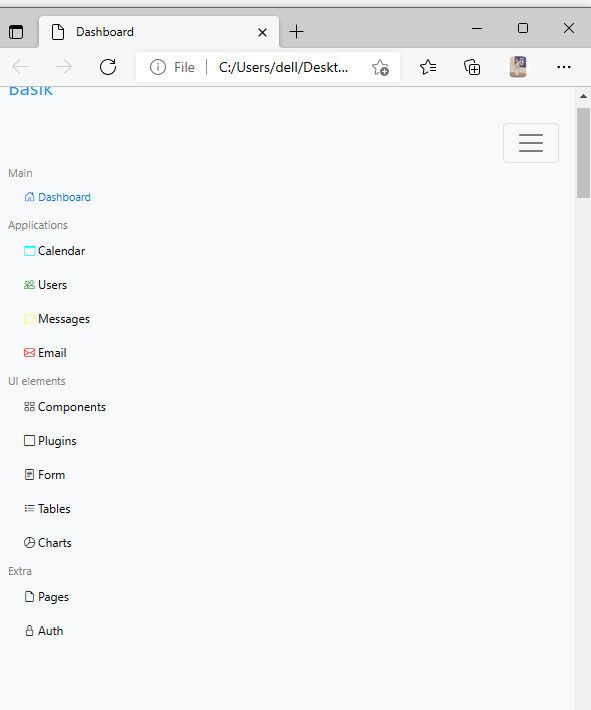 Dashboard
File
C:/Users/dell/Deskt...
Basik
Main
Dashboard
Applications
Calendar
Users
Messages
Email
UI elements
Components
Plugins
Form
Tables
Charts
Extra
Pages
Auth